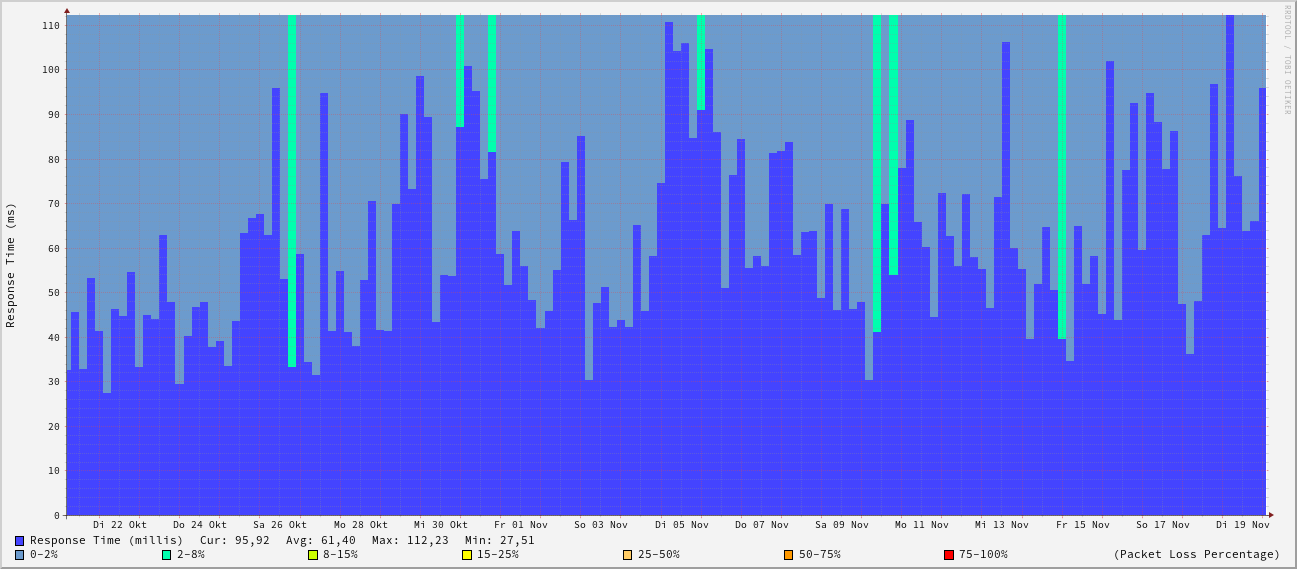 RRDTOOL / TOBI OETIKER
Response Time (ms)
110
100
90
80
70
60
50
40
30
20
10
0
Di 22 Okt Do 24 Okt Sa 26 Okt Mo 28 Okt Mi 30 Okt Fr 01 Nov So 03 Nov Di 05 Nov Do 07 Nov Sa 09 Nov Mo 11 Nov Mi 13 Nov Fr 15 Nov So 17 Nov Di 19 Nov
Response Time (millis) Cur: 95,92 Avg: 61,40 Max: 112,23 Min: 27,51
0-2% 2-8% 8-15% 15-25% 25-50% 50-75% 75-100% (Packet Loss Percentage)